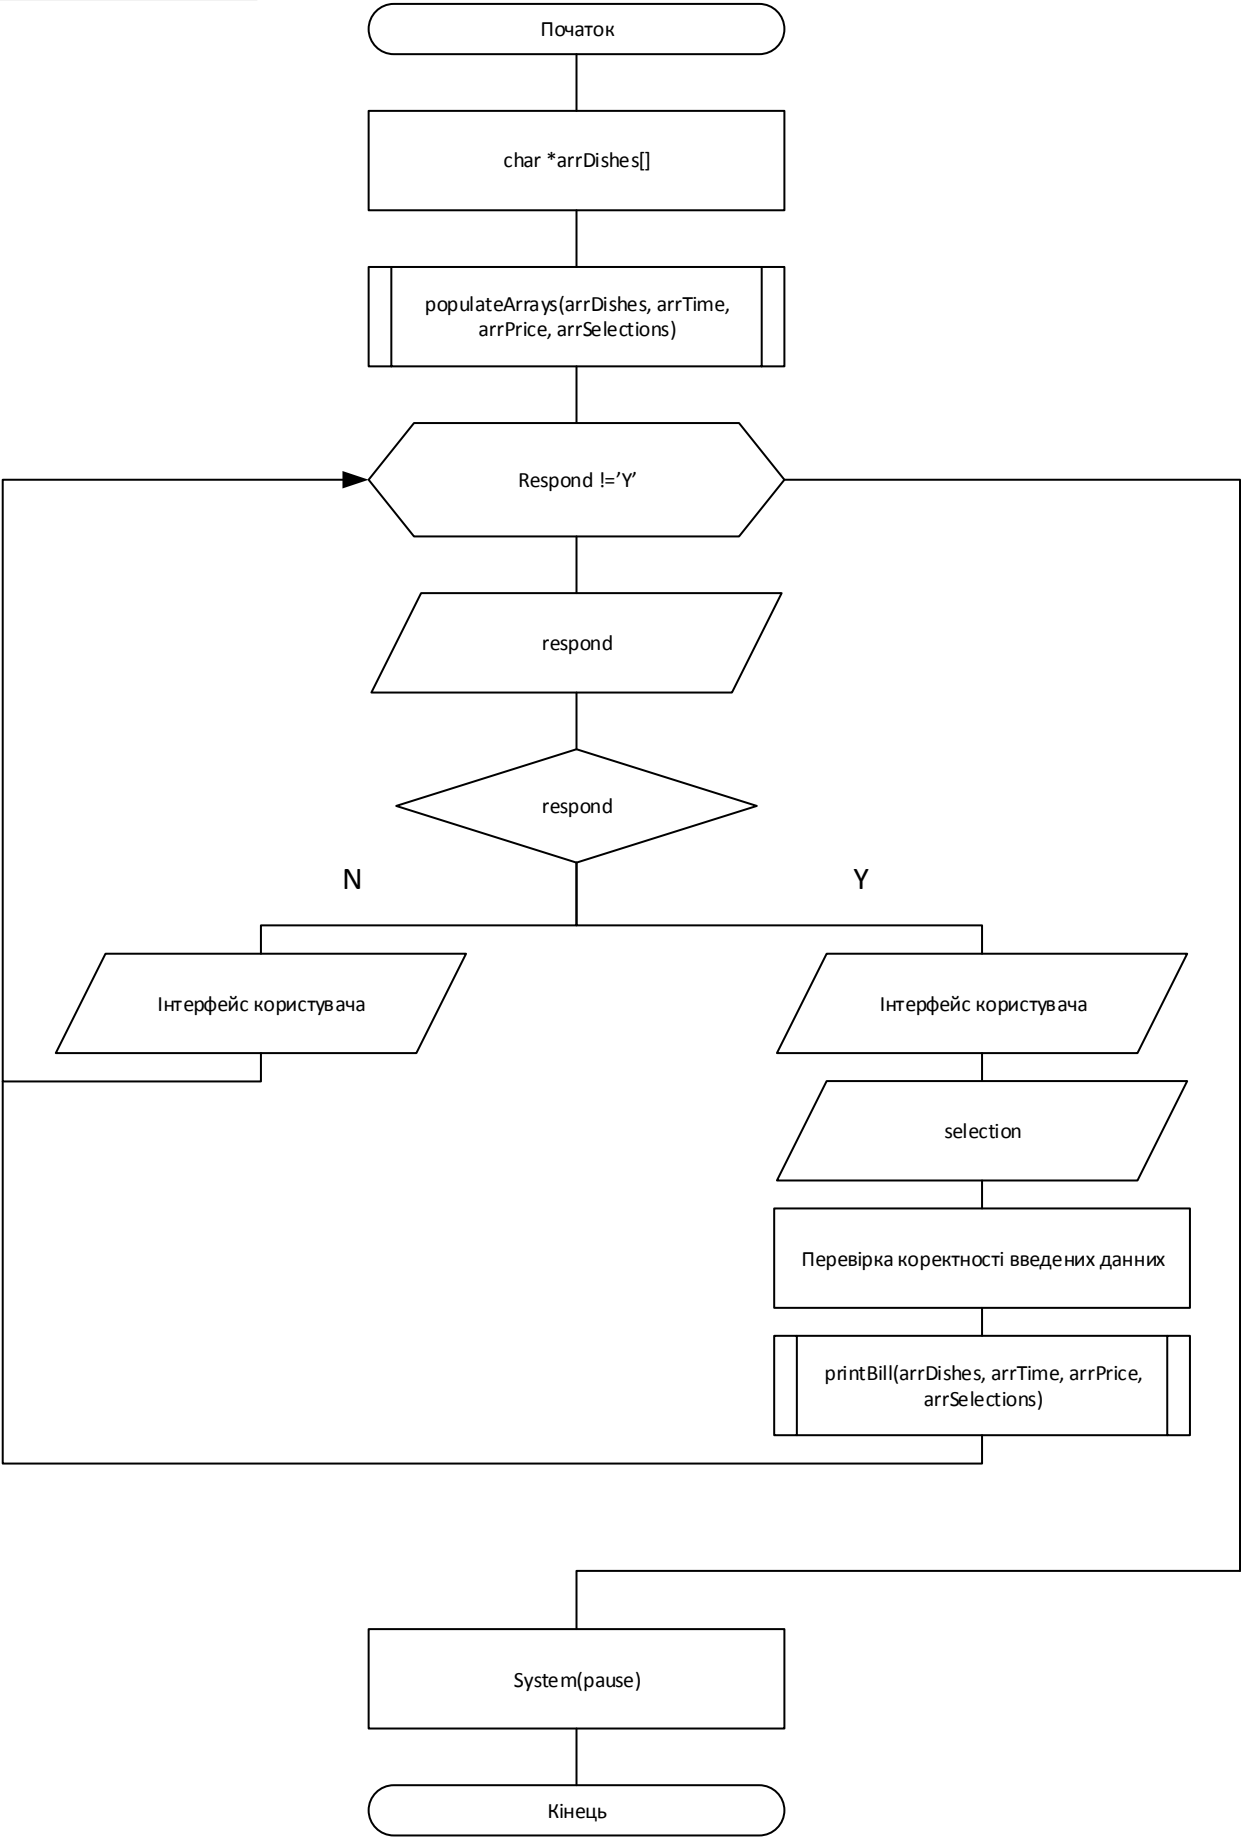 Початок
char *arrDishes[]
populateArrays(arrDishes, arrTime,
arrPrice, arrSelections)
Respond !=’Y’
respond
respond
N
Y
Інтерфейс користувача
Інтерфейс користувача
selection
Перевірка коректності введених данних
printBill(arrDishes, arrTime, arrPrice,
arrSelections)
System(pause)
Кінець